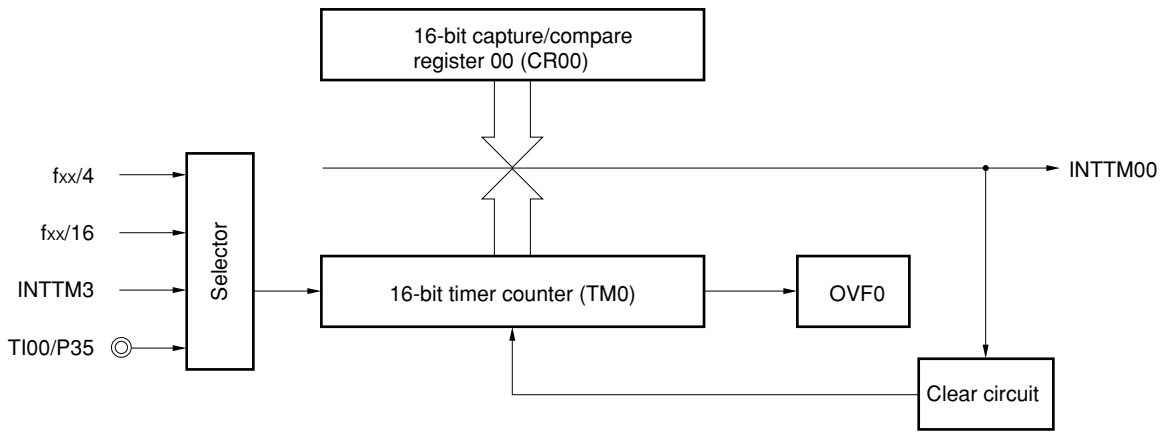 16-bit capture/compare
register 00 (CR00)
fxx/4
INTTM00
fxx/16
Selector
INTTM3
16-bit timer counter (TM0)
OVF0
TI00/P35
Clear circuit